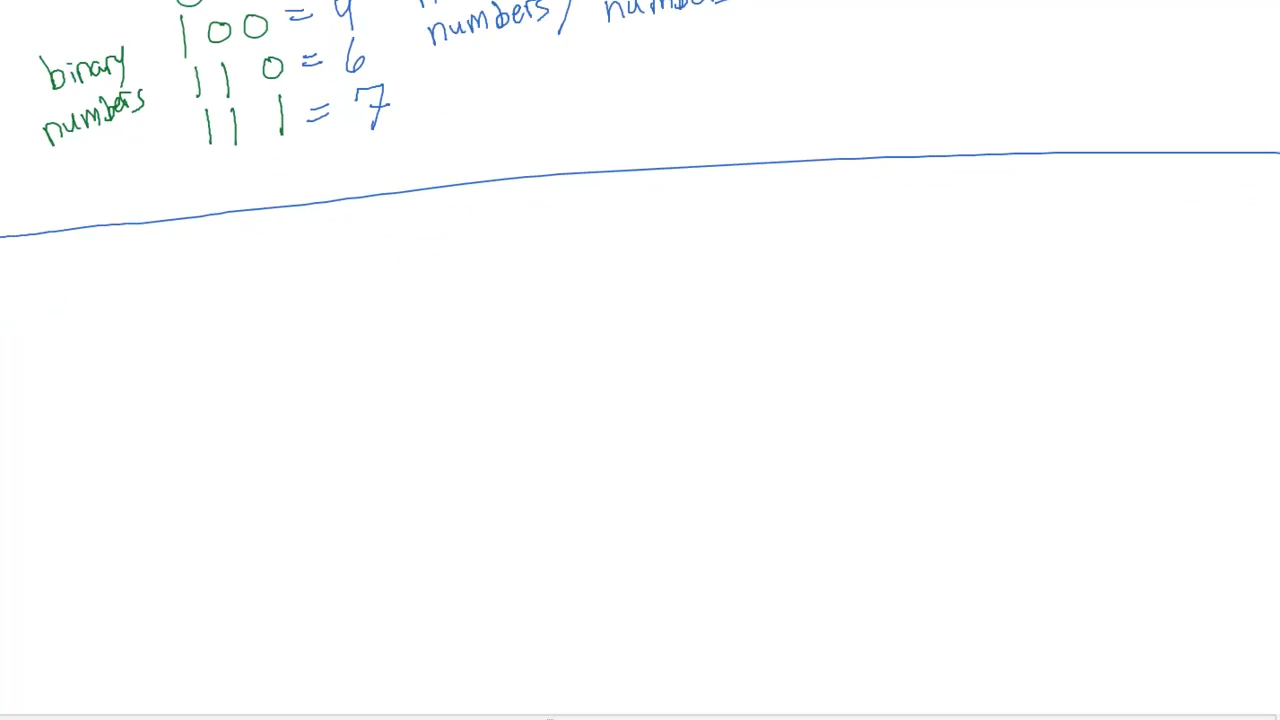 100 = 4
numbers/
binary
numbers
110 = 6
111 = 7